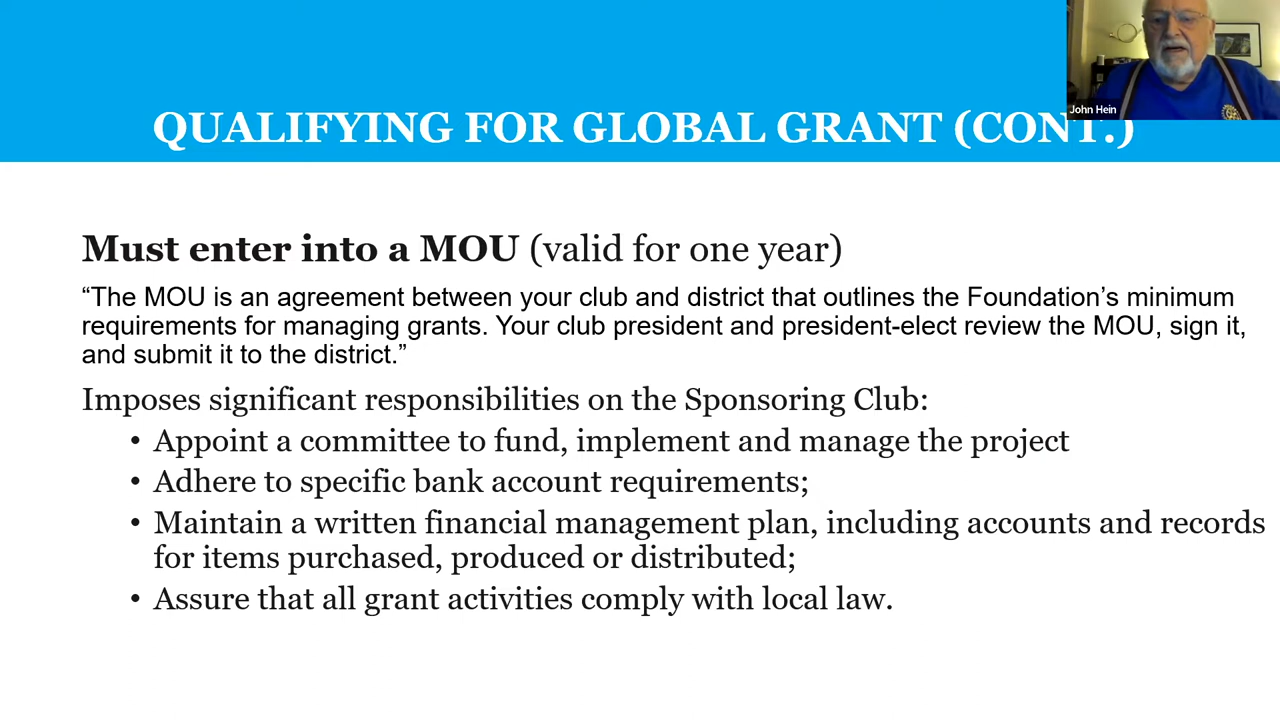 QUALIFYING FOR GLOBAL GRANT (CONT.)
John Hein
Must enter into a MOU (valid for one year)
“The MOU is an agreement between your club and district that outlines the Foundation’s minimum
requirements for managing grants. Your club president and president-elect review the MOU, sign it,
and submit it to the district.”
Imposes significant responsibilities on the Sponsoring Club:
• Appoint a committee to fund, implement and manage the project
• Adhere to specific bank account requirements;
• Maintain a written financial management plan, including accounts and records
for items purchased, produced or distributed;
• Assure that all grant activities comply with local law.